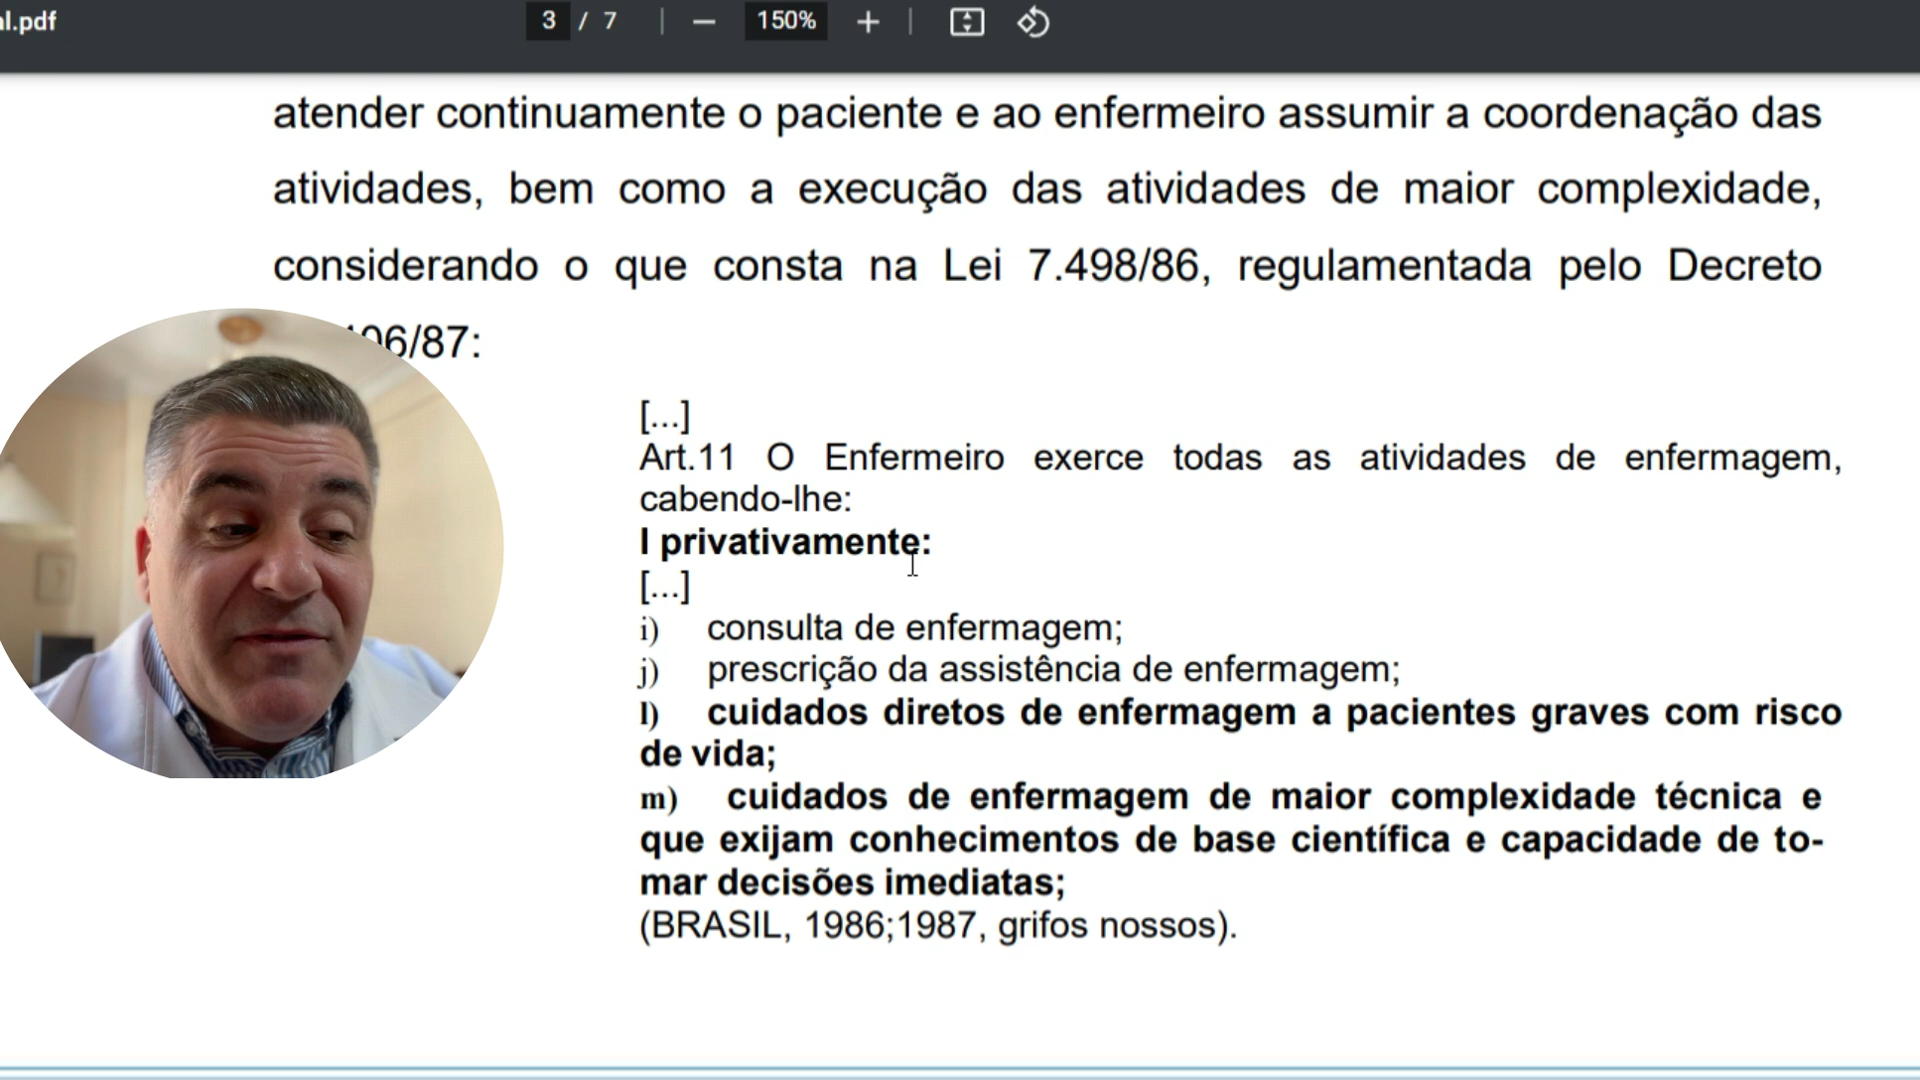 al.pdf 3 / 7 150%
atender continuamente o paciente e ao enfermeiro assumir a coordenação das
atividades, bem como a execução das atividades de maior complexidade,
considerando o que consta na Lei 7.498/86, regulamentada pelo Decreto
06/87:
[...]
Art.11 O Enfermeiro exerce todas as atividades de enfermagem,
cabendo-lhe:
I privativamente:
[...]
i) consulta de enfermagem;
j) prescrição da assistência de enfermagem;
l) cuidados diretos de enfermagem a pacientes graves com risco
de vida;
m) cuidados de enfermagem de maior complexidade técnica e
que exijam conhecimentos de base científica e capacidade de to-
mar decisões imediatas;
(BRASIL, 1986;1987, grifos nossos).